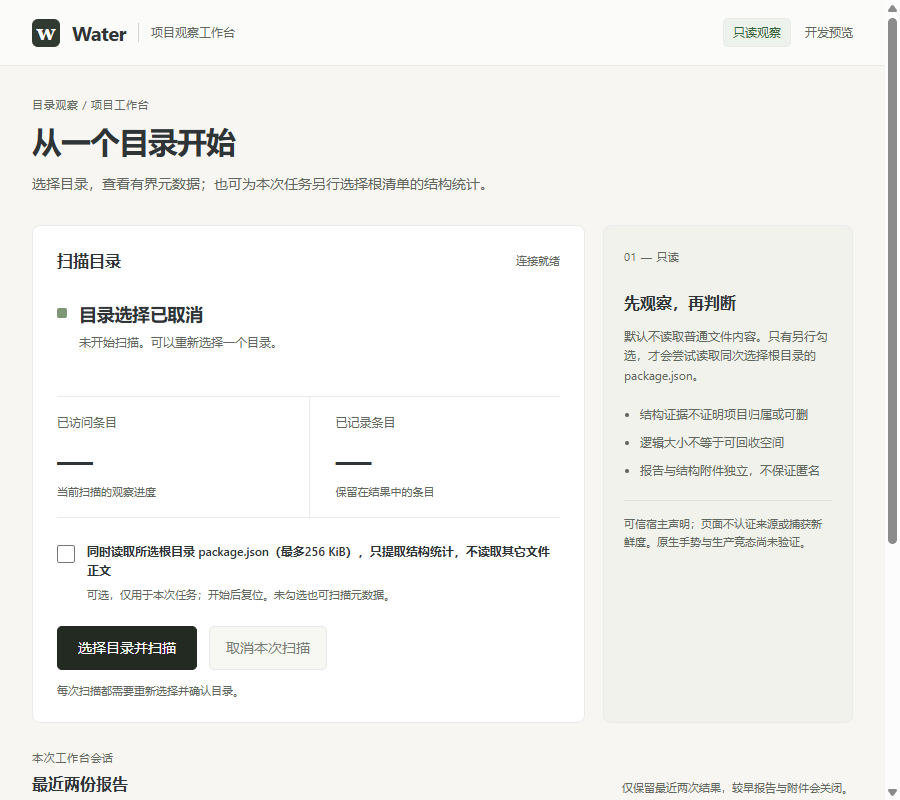 W Water 项目观察工作台
只读观察 开发预览
目录观察 / 项目工作台
从一个目录开始
选择目录，查看有界元数据；也可为本次任务另行选择根清单的结构统计。
扫描目录
连接就绪
目录选择已取消
未开始扫描。可以重新选择一个目录。
已访问条目
—
当前扫描的观察进度
已记录条目
—
保留在结果中的条目
同时读取所选根目录 package.json（最多256 KiB），只提取结构统计，不读取其它文件
正文
可选，仅用于本次任务；开始后复位。未勾选也可扫描元数据。
选择目录并扫描
取消本次扫描
每次扫描都需要重新选择并确认目录。
01 — 只读
先观察，再判断
默认不读取普通文件内容。只有另行勾
选，才会尝试读取同次选择根目录的
package.json。
结构证据不证明项目归属或可删
逻辑大小不等于可回收空间
报告与结构附件独立，不保证匿名
可信宿主声明；页面不认证来源或捕获新
鲜度。原生手势与生产竞态尚未验证。
本次工作台会话
最近两份报告
仅保留最近两次结果，较早报告与附件会关闭。